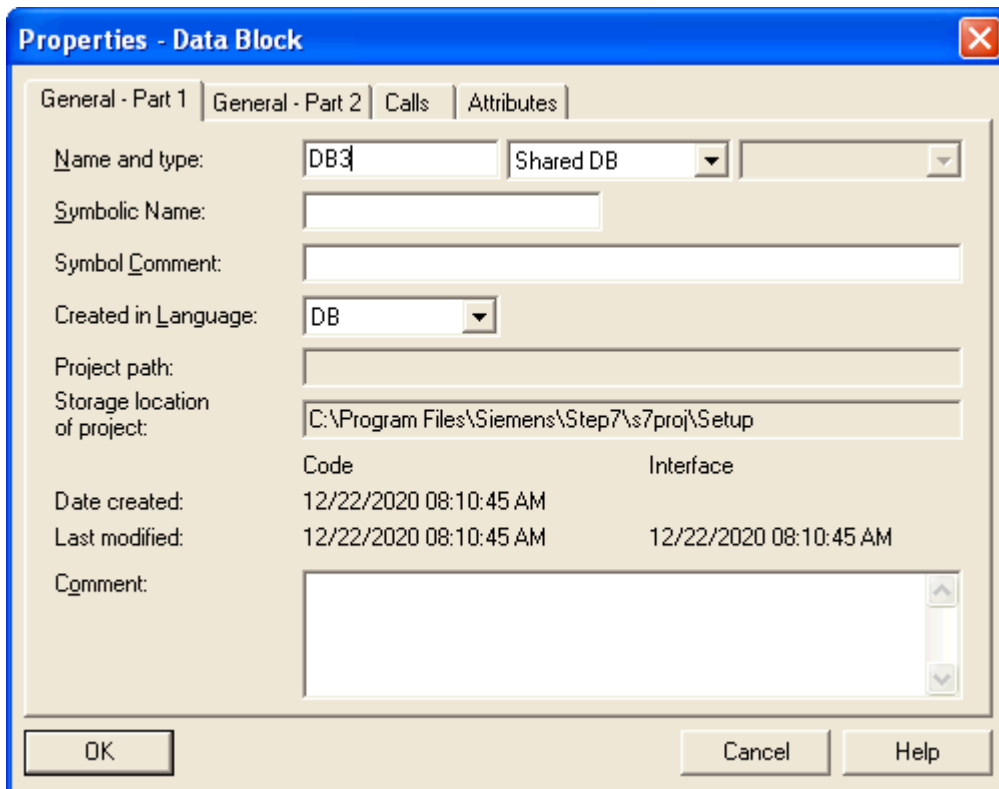 Properties - Data Block
General - Part 1 General - Part 2 Calls Attributes
Name and type: DB3 Shared DB
Symbolic Name:
Symbol Comment:
Created in Language: DB
Project path:
Storage location
of project: C:\Program Files\Siemens\Step7\s7proj\Setup
Code Interface
Date created: 12/22/2020 08:10:45 AM
Last modified: 12/22/2020 08:10:45 AM 12/22/2020 08:10:45 AM
Comment:
OK Cancel Help